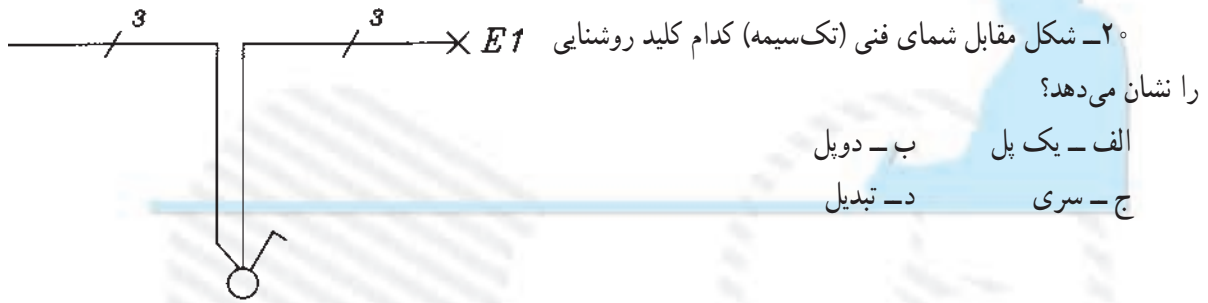 3 3
E1
۲۰ــ شکل مقابل شمای فنی (تک‌سیمه) کدام کلید روشنایی
را نشان می‌دهد؟
الف ــ یک پل ب ــ دوپل
ج ــ سری د ــ تبدیل